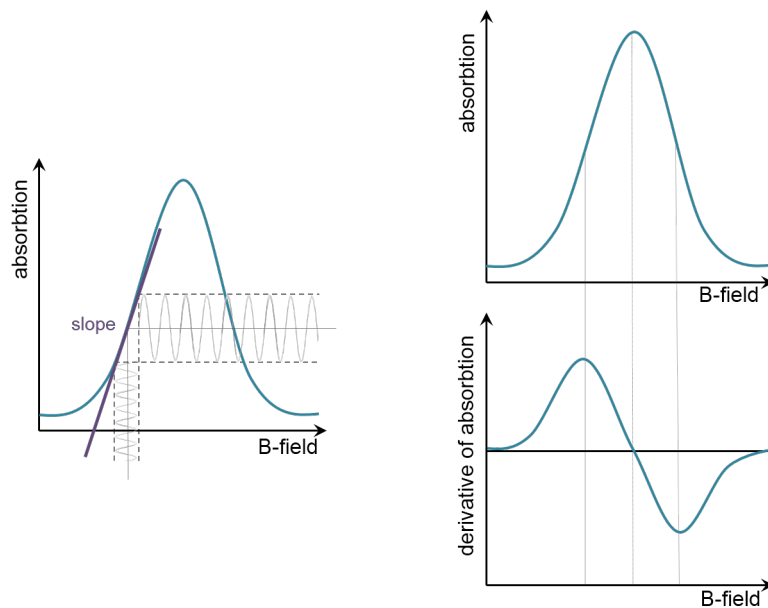 absorbtion
slope
B-field
absorbtion
B-field
derivative of absorbtion
B-field